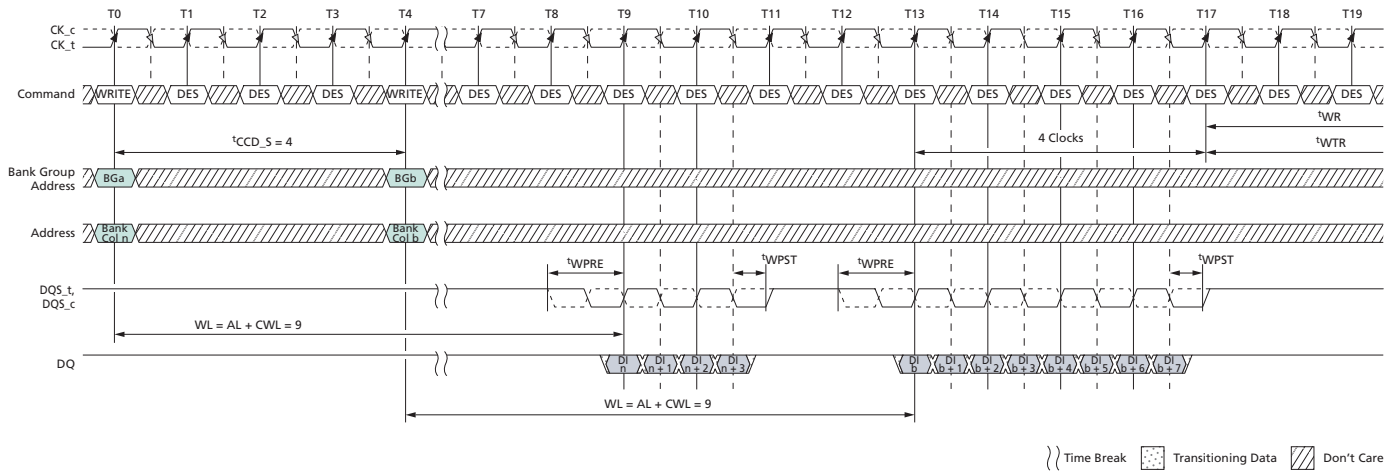 T0 T1 T2 T3 T4 T7 T8 T9 T10 T11 T12 T13 T14 T15 T16 T17 T18 T19
CK_c
CK_t
Command WRITE DES DES DES WRITE DES DES DES DES DES DES DES DES DES DES DES DES DES
tWR
tCCD_S = 4 4 Clocks tWTR
Bank Group
Address BGa BGb
Address Bank
Col n Bank
Col b
tWPRE tWPST tWPRE tWPST
DQS_t,
DQS_c
WL = AL + CWL = 9
DQ DI
n DI
n + 1 DI
n + 2 DI
n + 3 DI
b DI
b + 1 DI
b + 2 DI
b + 3 DI
b + 4 DI
b + 5 DI
b + 6 DI
b + 7
WL = AL + CWL = 9
Time Break Transitioning Data Don't Care